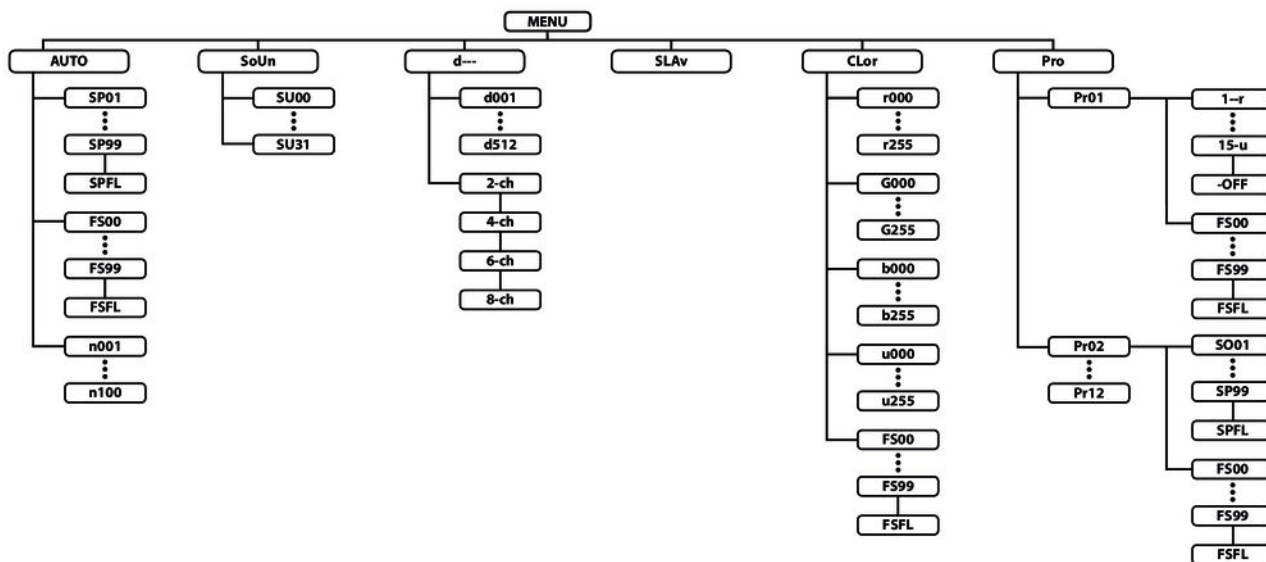 MENU
AUTO
SoUn
d---
SLAv
CLor
Pro
SP01
SP99
SPFL
FS00
FS99
FSFL
n001
n100
SU00
SU31
d001
d512
2-ch
4-ch
6-ch
8-ch
r000
r255
G000
G255
b000
b255
u000
u255
FS00
FS99
FSFL
Pr01
1--r
15-u
-OFF
FS00
FS99
FSFL
Pr02
Pr12
SO01
SP99
SPFL
FS00
FS99
FSFL